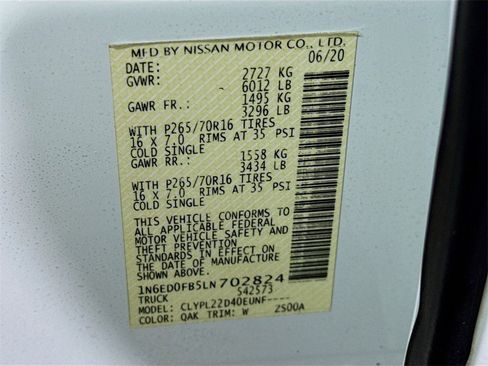 MFD BY NISSAN MOTOR CO., LTD.
DATE: 06/20
GVWR: 2727 KG
6012 LB
GAWR FR.: 1495 KG
3296 LB
WITH P265/70R16 TIRES
16 X 7.0 RIMS AT 35 PSI
COLD SINGLE
GAWR RR.: 1558 KG
3434 LB
WITH P265/70R16 TIRES
16 X 7.0 RIMS AT 35 PSI
COLD SINGLE
THIS VEHICLE CONFORMS TO
ALL APPLICABLE FEDERAL
MOTOR VEHICLE SAFETY AND
THEFT PREVENTION
STANDARDS IN EFFECT ON
THE DATE OF MANUFACTURE
SHOWN ABOVE.
1N6ED0FB5LN702824
TRUCK 542573
MODEL: CLYPL22D40EUNF----
COLOR: QAK TRIM: W ZS00A